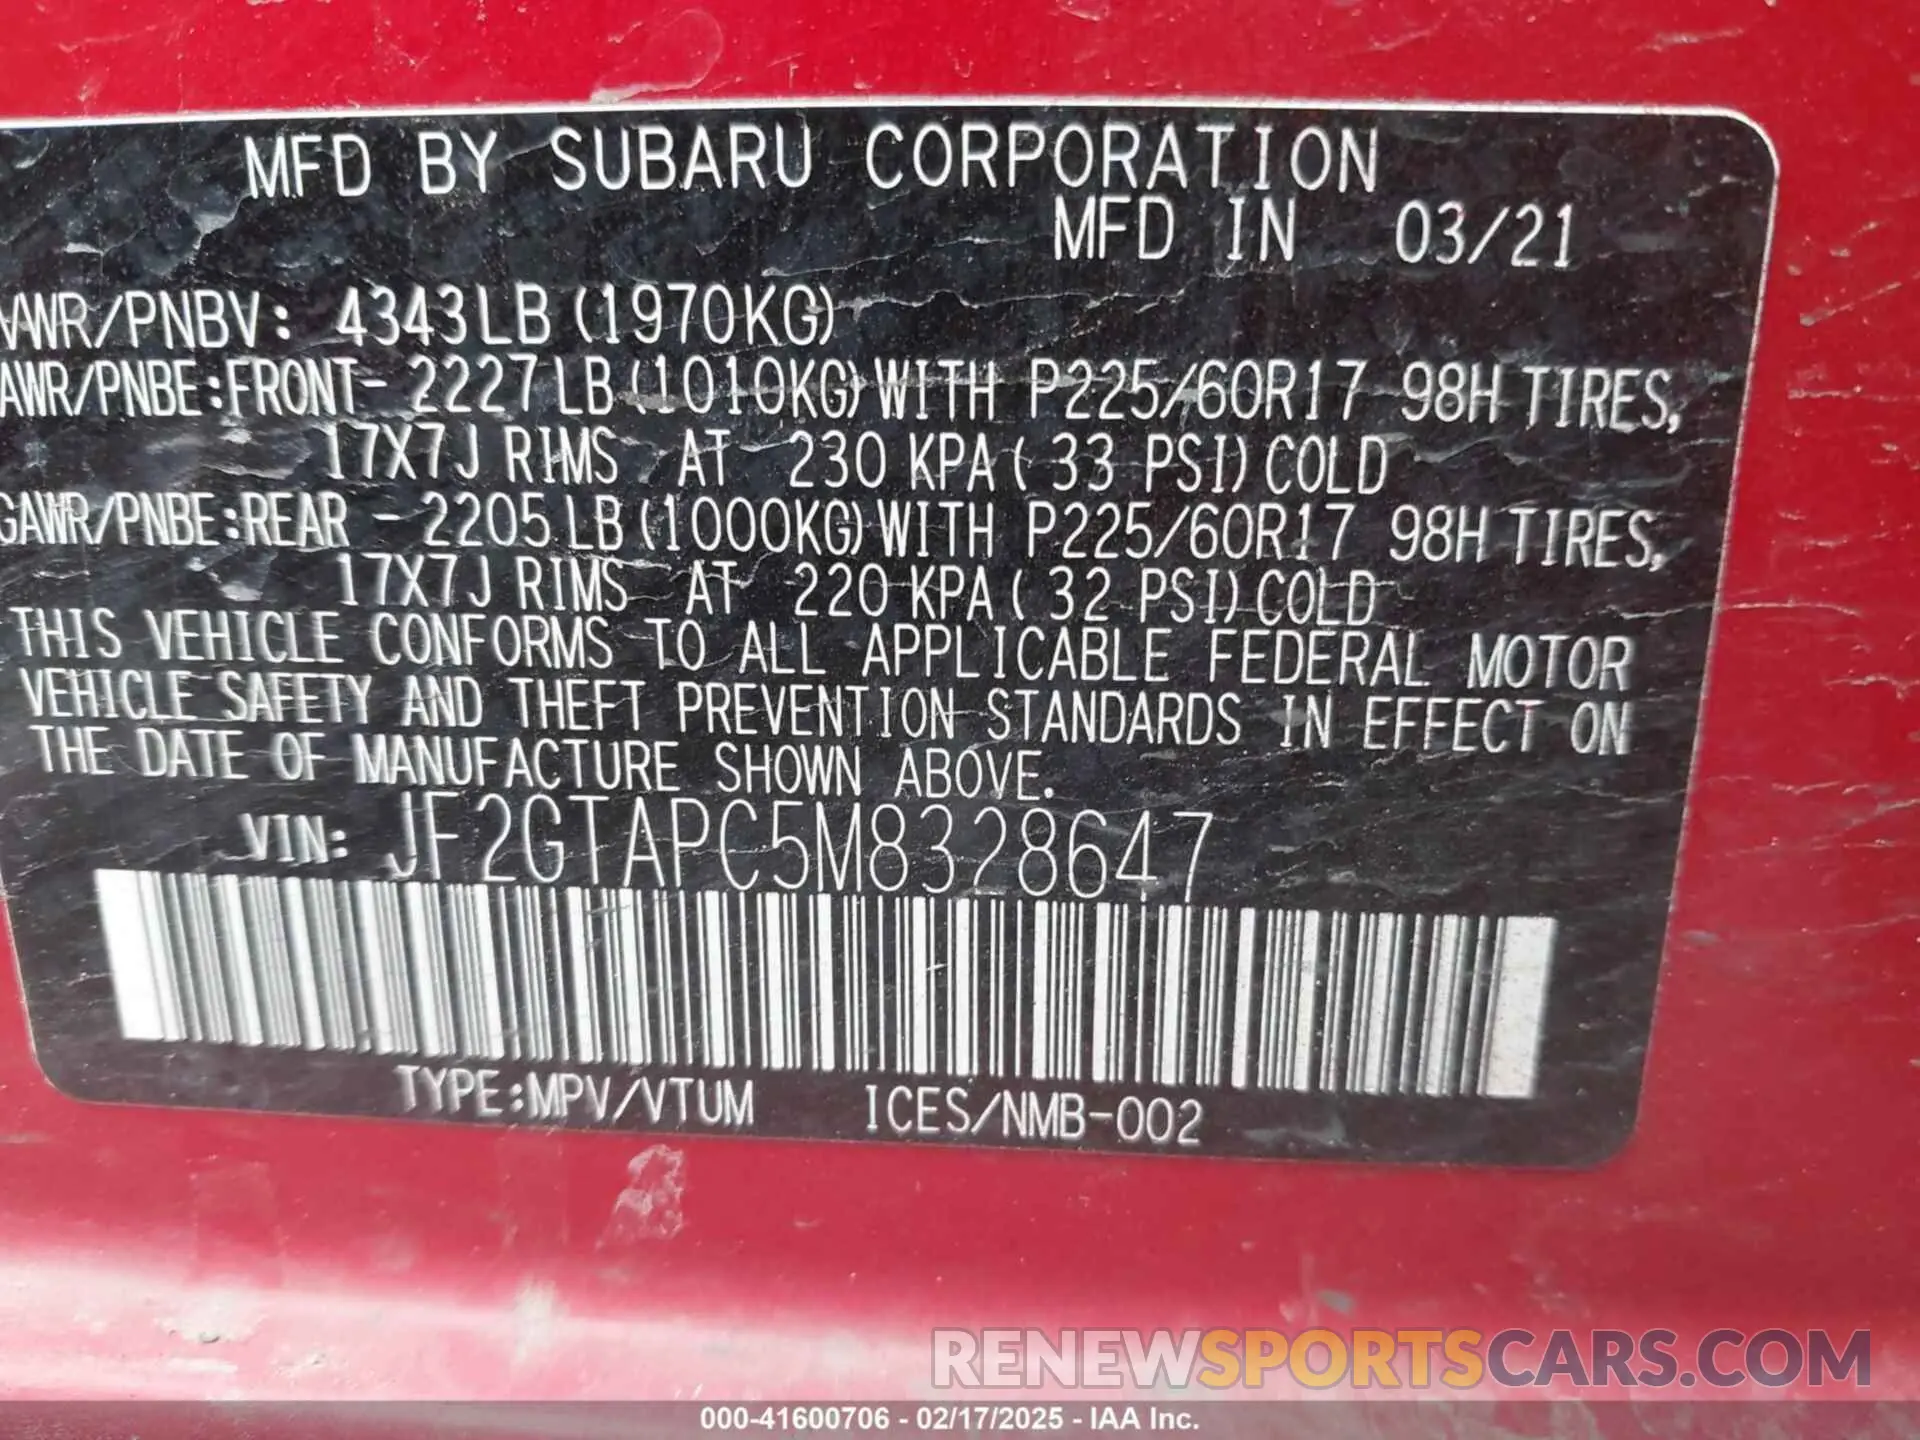 MFD BY SUBARU CORPORATION
MFD IN 03/21
VWR/PNBV: 4343LB (1970KG)
AWR/PNBE:FRONT- 2227LB (1010KG) WITH P225/60R17 98H TIRES,
17X7J RIMS AT 230 KPA ( 33 PSI) COLD
GAWR/PNBE:REAR - 2205LB (1000KG) WITH P225/60R17 98H TIRES,
17X7J RIMS AT 220 KPA ( 32 PSI) COLD
THIS VEHICLE CONFORMS TO ALL APPLICABLE FEDERAL MOTOR
VEHICLE SAFETY AND THEFT PREVENTION STANDARDS IN EFFECT ON
THE DATE OF MANUFACTURE SHOWN ABOVE.
VIN: JF2GTAPC5M8328647
TYPE:MPV/VTUM ICES/NMB-002
RENEWSPORTSCARS.COM
000-41600706 - 02/17/2025 - IAA Inc.